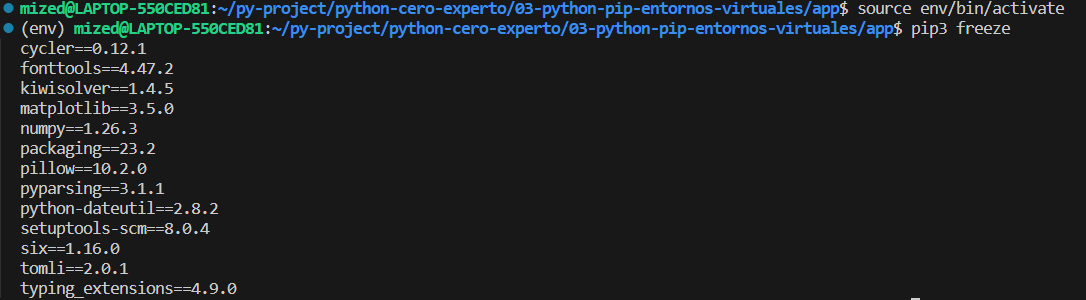 mized@LAPTOP-550CED81:~/py-project/python-cero-experto/03-python-pip-entornos-virtuales/app$ source env/bin/activate
(env) mized@LAPTOP-550CED81:~/py-project/python-cero-experto/03-python-pip-entornos-virtuales/app$ pip3 freeze
cycler==0.12.1
fonttools==4.47.2
kiwisolver==1.4.5
matplotlib==3.5.0
numpy==1.26.3
packaging==23.2
pillow==10.2.0
pyparsing==3.1.1
python-dateutil==2.8.2
setuptools-scm==8.0.4
six==1.16.0
tomli==2.0.1
typing_extensions==4.9.0